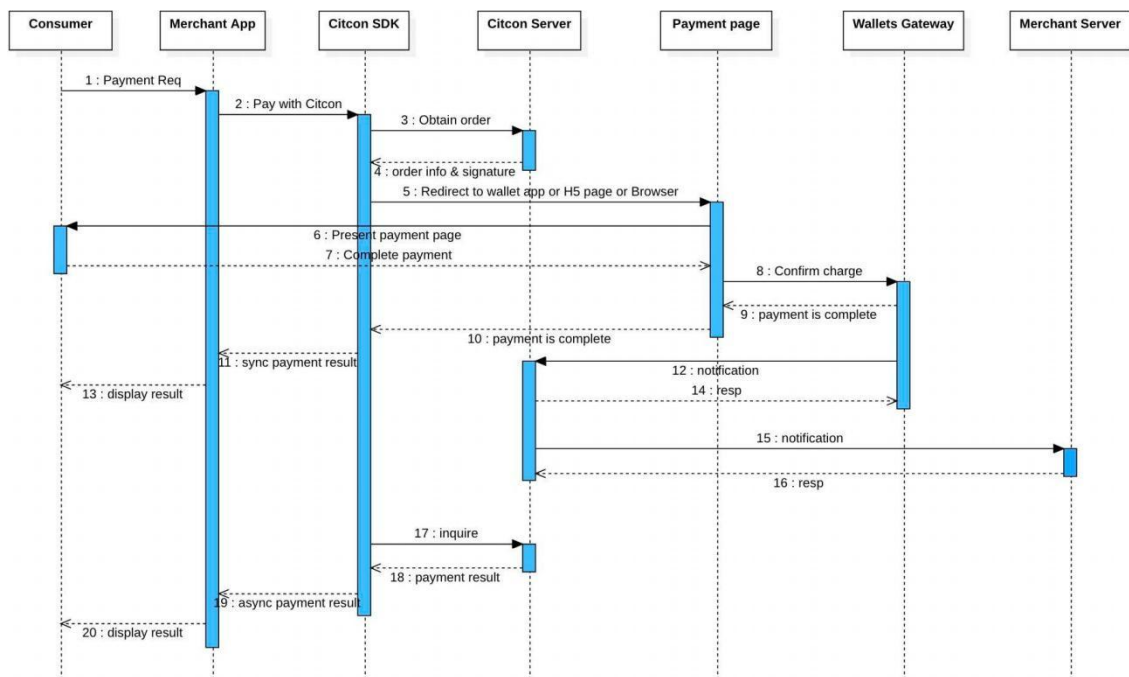 Consumer
Merchant App
Citcon SDK
Citcon Server
Payment page
Wallets Gateway
Merchant Server
1 : Payment Req
2 : Pay with Citcon
3 : Obtain order
4 : order info & signature
5 : Redirect to wallet app or H5 page or Browser
6 : Present payment page
7 : Complete payment
8 : Confirm charge
9 : payment is complete
10 : payment is complete
11 : sync payment result
12 : notification
13 : display result
14 : resp
15 : notification
16 : resp
17 : inquire
18 : payment result
19 : async payment result
20 : display result